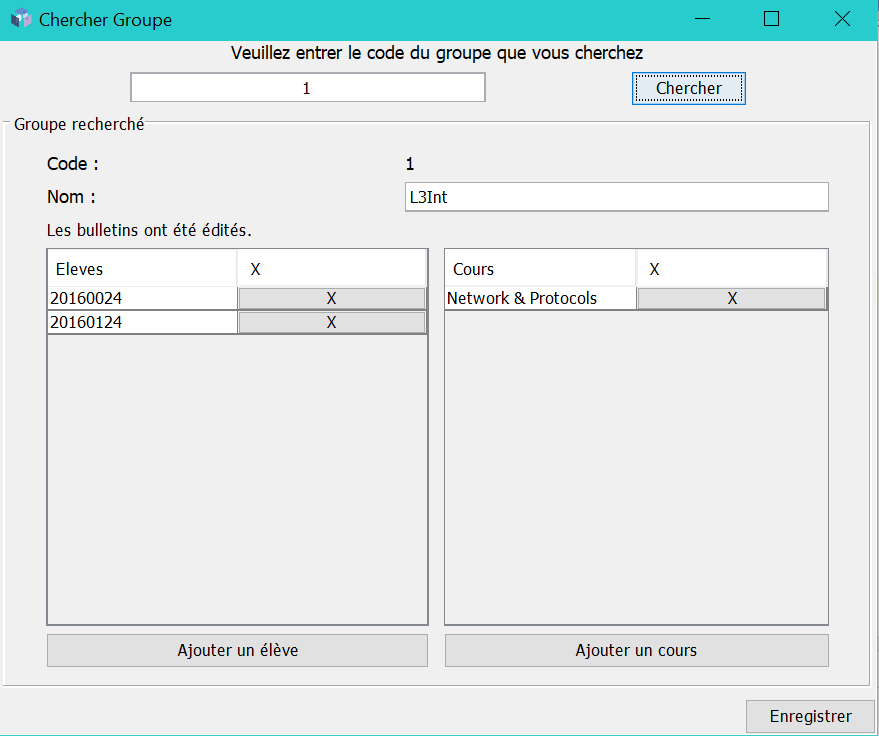 Chercher Groupe
Veuillez entrer le code du groupe que vous cherchez
1
Chercher
Groupe recherché
Code :
1
Nom :
L3Int
Les bulletins ont été édités.
Eleves X
20160024 X
20160124 X
Cours X
Network & Protocols X
Ajouter un élève
Ajouter un cours
Enregistrer